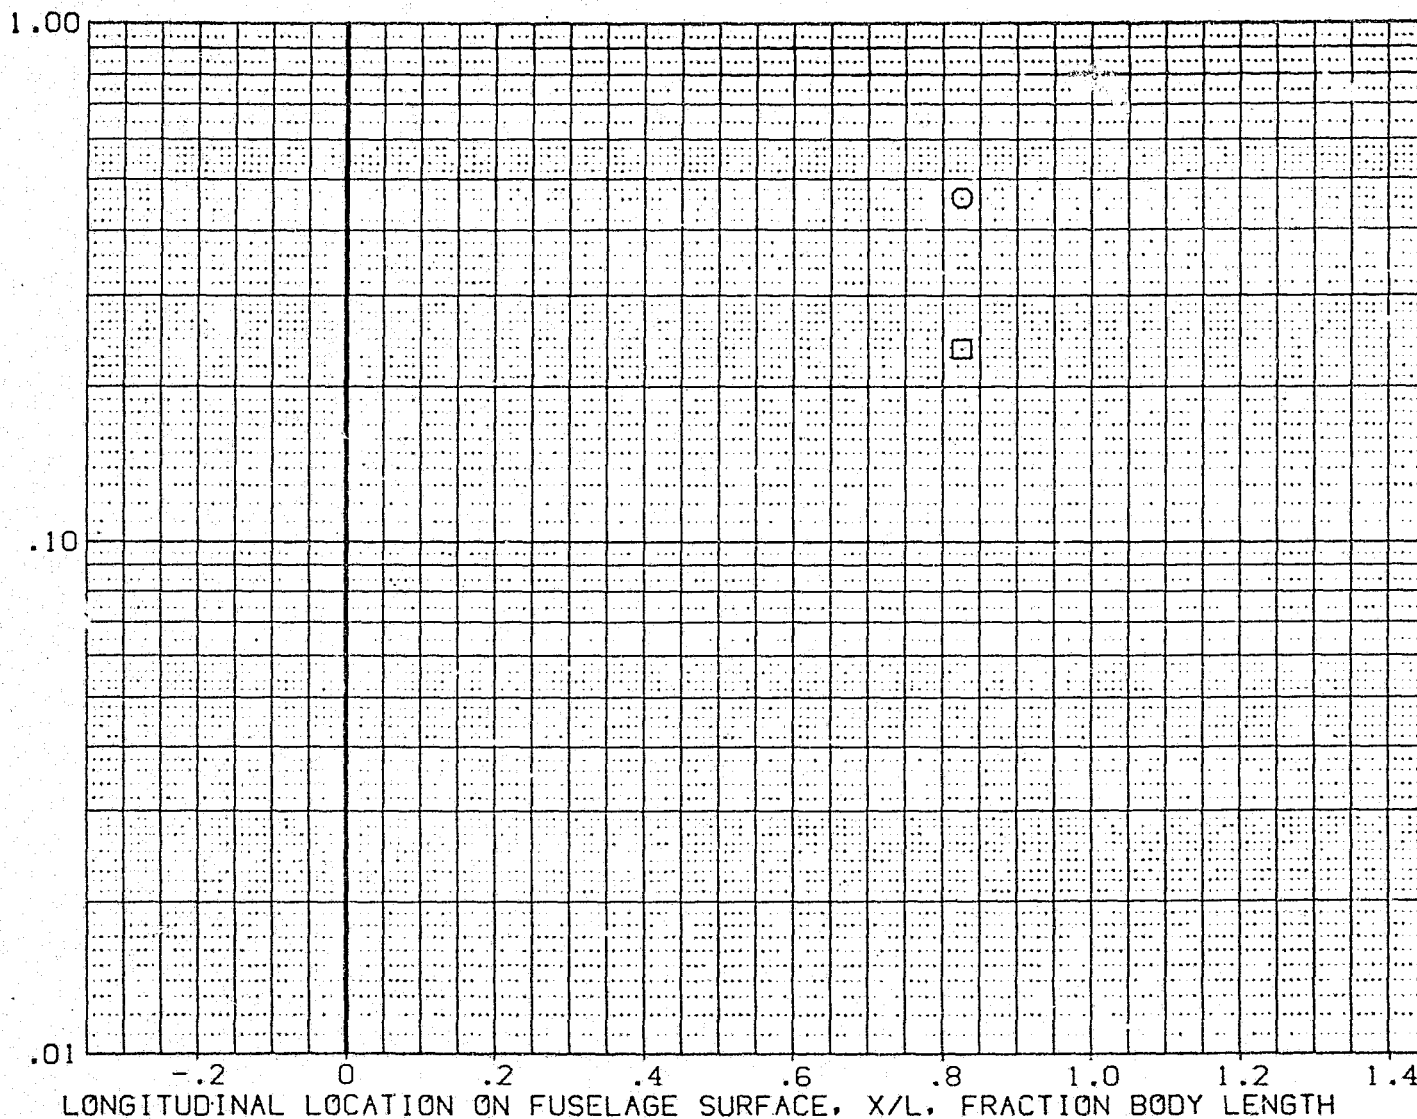 1.00
.10
.01
-.2 0 .2 .4 .6 .8 1.0 1.2 1.4
LONGITUDINAL LOCATION ON FUSELAGE SURFACE, X/L, FRACTION BODY LENGTH